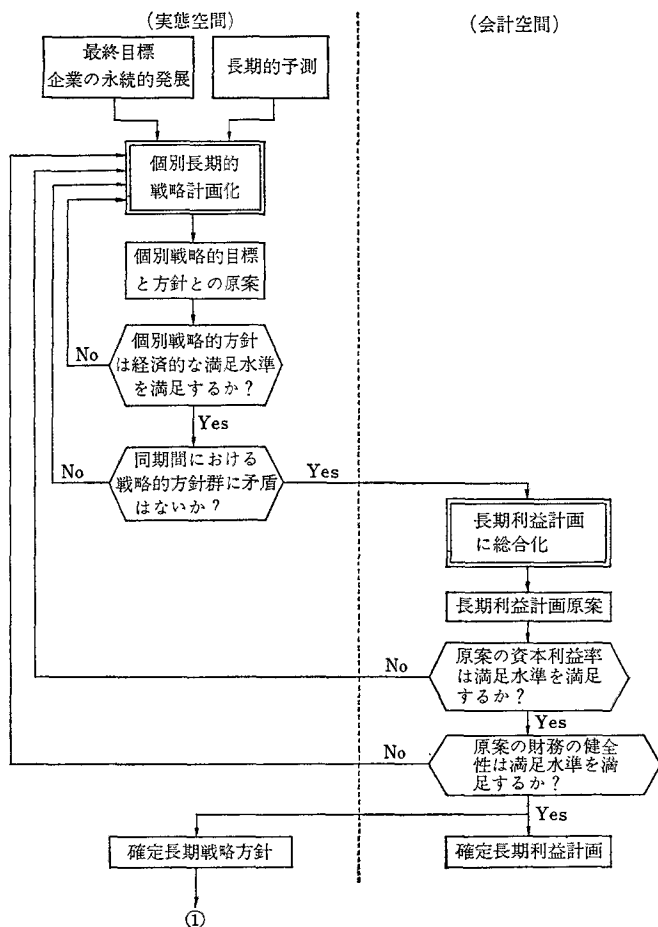 （実態空間）
（会計空間）
最終目標
企業の永続的発展
長期的予測
個別長期的
戦略計画化
個別戦略的目標
と方針との原案
個別戦略的方針
は経済的な満足水準
を満足するか？
No
Yes
同期間における
戦略的方針群に矛盾
はないか？
No
Yes
長期利益計画
に総合化
長期利益計画原案
原案の資本利益率
は満足水準を満足
するか？
No
Yes
原案の財務の健全
性は満足水準を満
足するか？
No
Yes
確定長期戦略方針
確定長期利益計画
①